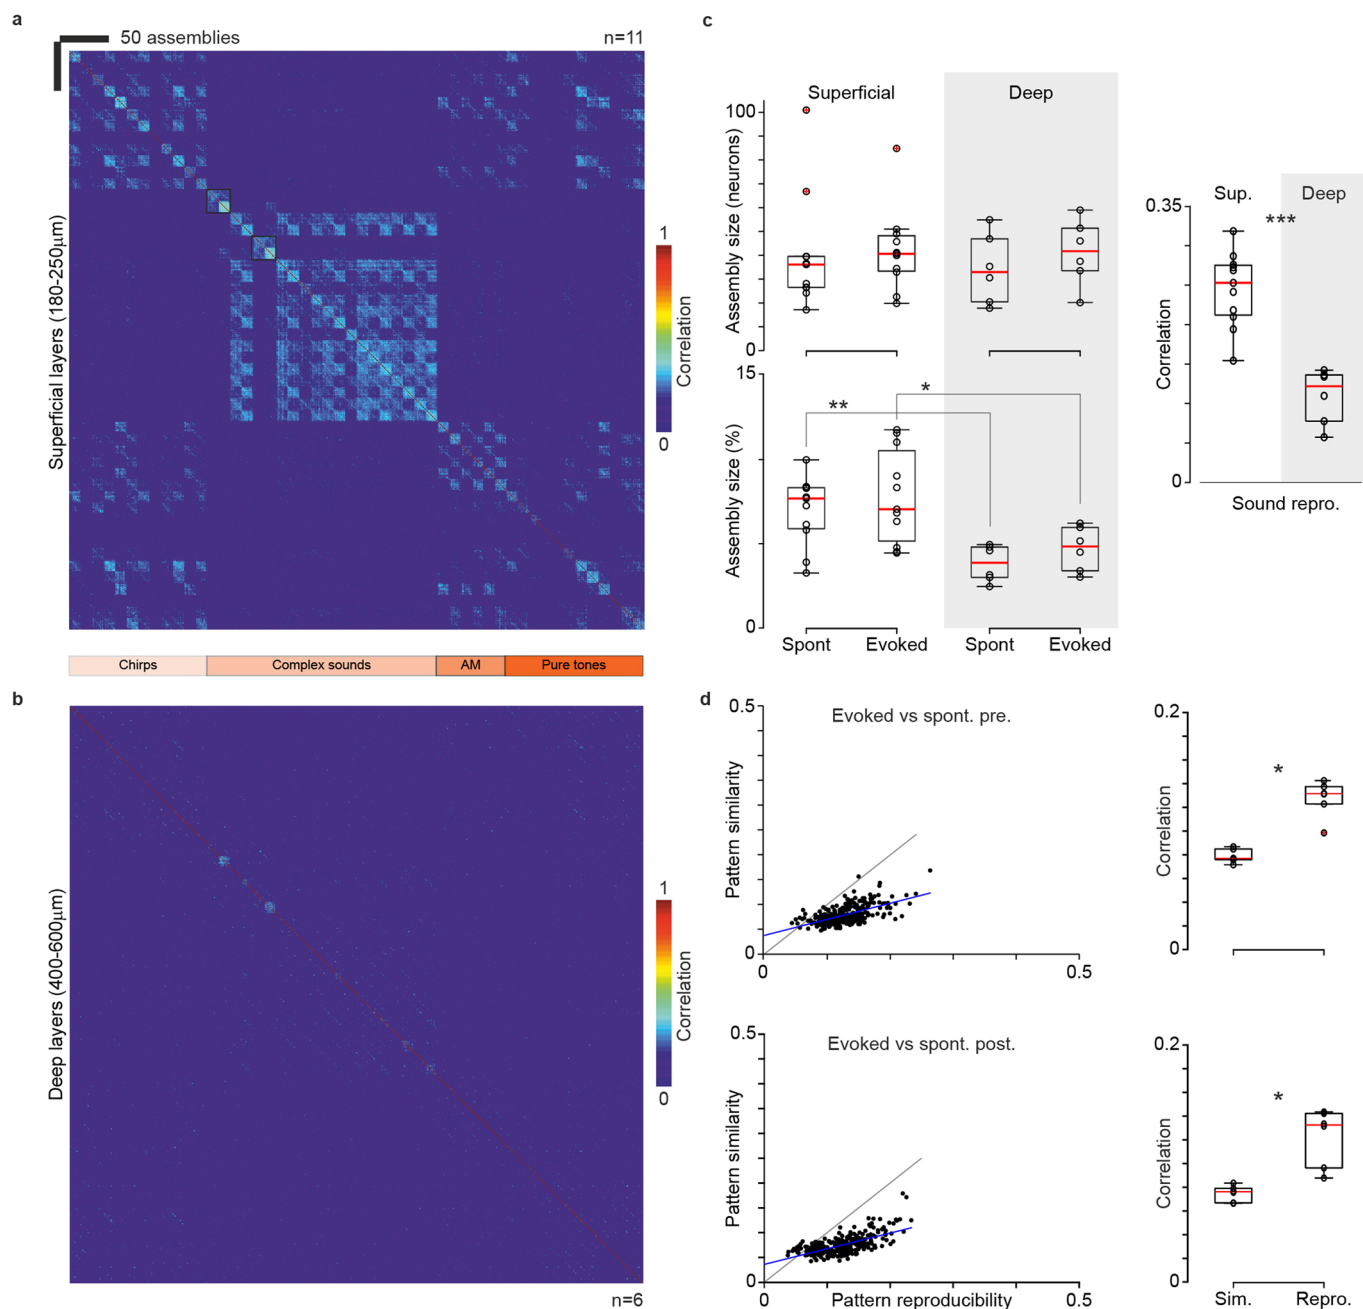 a
50 assemblies
n=11
Superficial layers (180-250µm)
1
Correlation
0
Chirps
Complex sounds
AM
Pure tones
b
Deep layers (400-600µm)
1
Correlation
0
n=6
c
Superficial
Deep
100
Assembly size (neurons)
0
15
**
*
Assembly size (%)
0
Spont
Evoked
Spont
Evoked
Sup.
Deep
0.35
***
Correlation
0
Sound repro.
d
0.5
Evoked vs spont. pre.
Pattern similarity
0
0
0.5
0.2
*
Correlation
0
0.5
Evoked vs spont. post.
Pattern similarity
0
0
Pattern reproducibility
0.5
0.2
*
Correlation
0
Sim.
Repro.